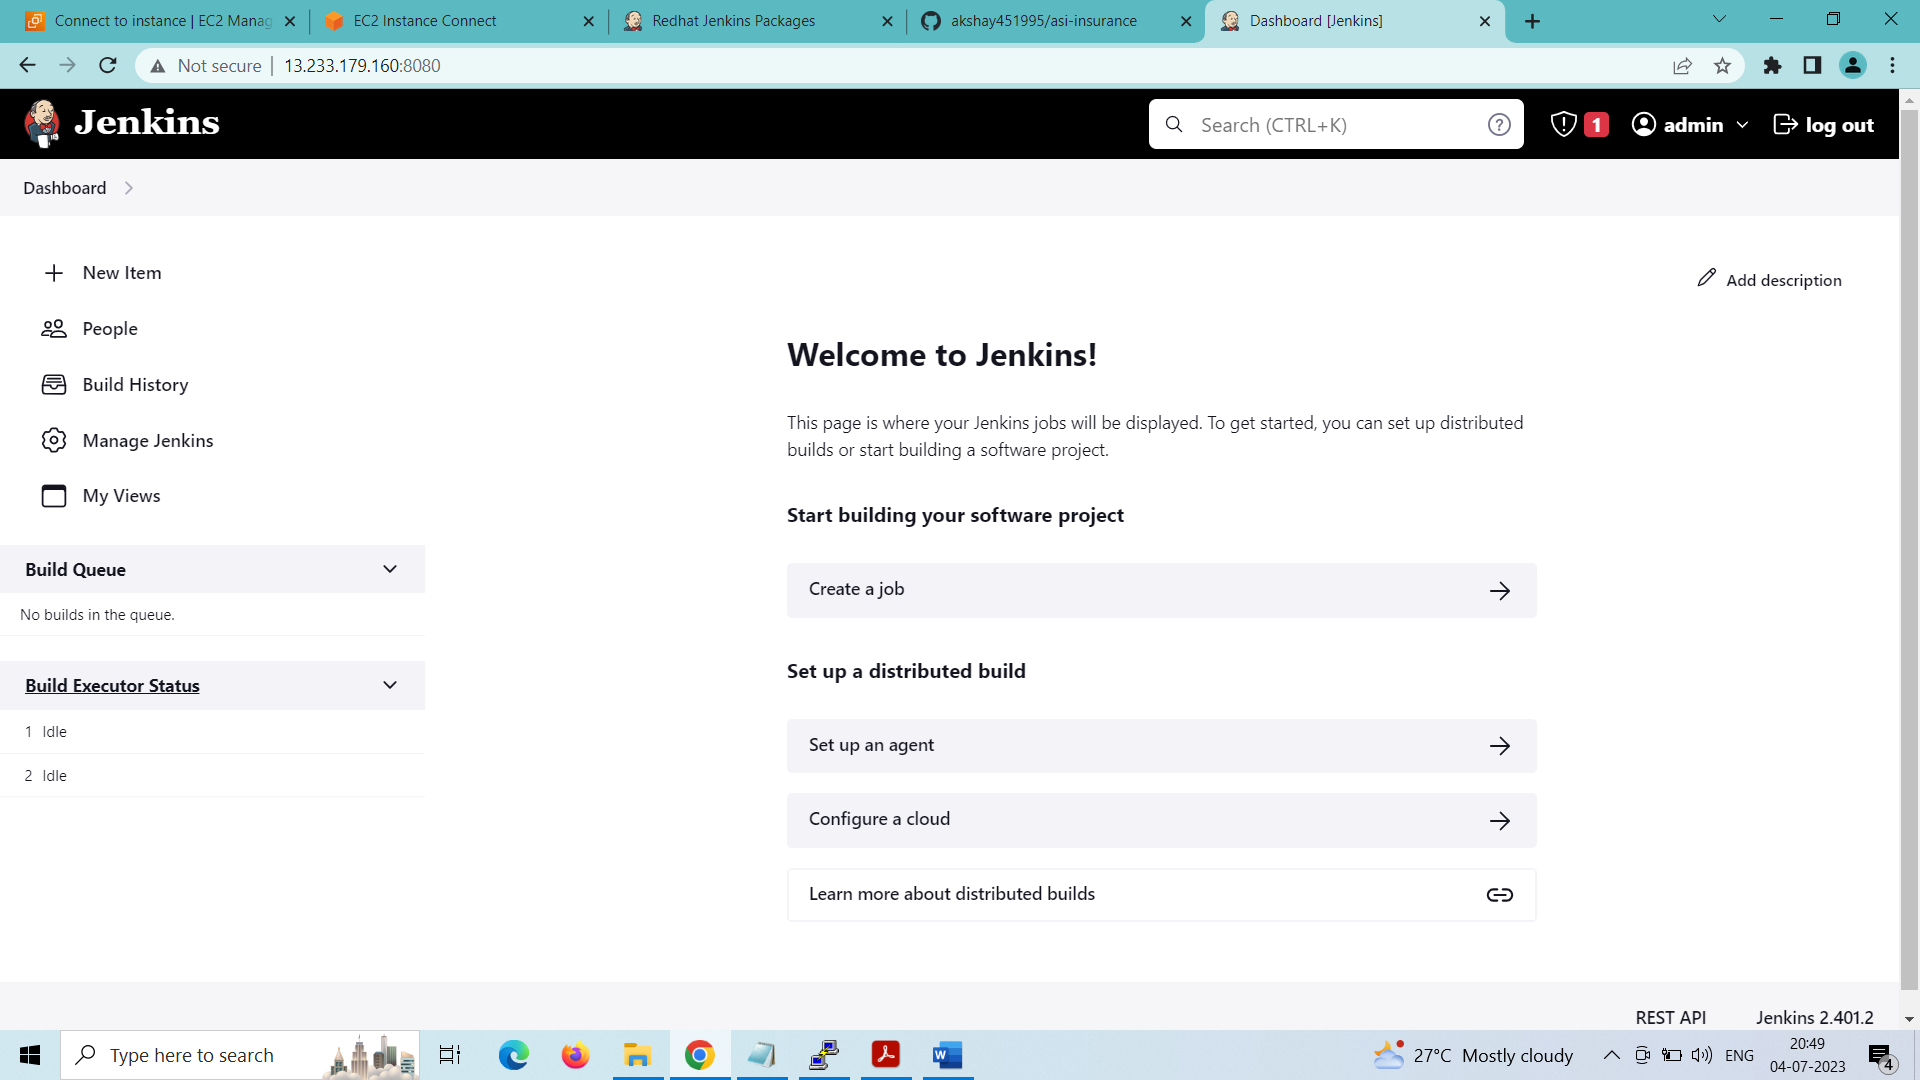 Connect to instance | EC2 Manag
EC2 Instance Connect
Redhat Jenkins Packages
akshay451995/asi-insurance
Dashboard [Jenkins]
Not secure
13.233.179.160:8080
Jenkins
Search (CTRL+K)
1
admin
log out
Dashboard
New Item
People
Build History
Manage Jenkins
My Views
Build Queue
No builds in the queue.
Build Executor Status
1 Idle
2 Idle
Add description
Welcome to Jenkins!
This page is where your Jenkins jobs will be displayed. To get started, you can set up distributed
builds or start building a software project.
Start building your software project
Create a job
Set up a distributed build
Set up an agent
Configure a cloud
Learn more about distributed builds
REST API
Jenkins 2.401.2
Type here to search
27°C Mostly cloudy
ENG
20:49
04-07-2023
4